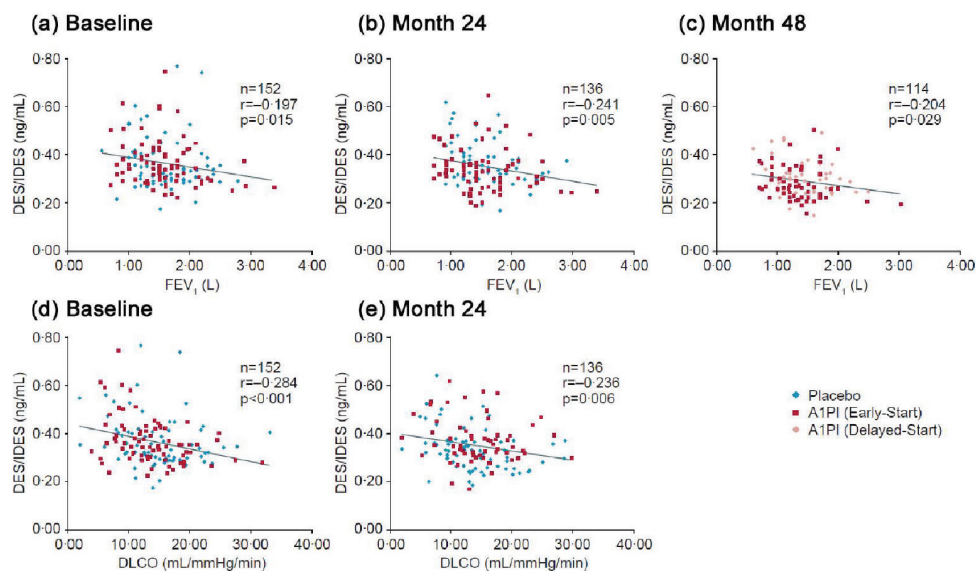 (a) Baseline
(b) Month 24
(c) Month 48
0·80
0·60
0·40
0·20
0·00
DES/IDES (ng/mL)
n=152
r=–0·197
p=0·015
0·00 1·00 2·00 3·00 4·00
FEV1 (L)
0·80
0·60
0·40
0·20
0·00
DES/IDES (ng/mL)
n=136
r=–0·241
p=0·005
0·00 1·00 2·00 3·00 4·00
FEV1 (L)
0·80
0·60
0·40
0·20
0·00
DES/IDES (ng/mL)
n=114
r=–0·204
p=0·029
0·00 1·00 2·00 3·00 4·00
FEV1 (L)
(d) Baseline
(e) Month 24
0·80
0·60
0·40
0·20
0·00
DES/IDES (ng/mL)
n=152
r=–0·284
p<0·001
0·00 10·00 20·00 30·00 40·00
DLCO (mL/mmHg/min)
0·80
0·60
0·40
0·20
0·00
DES/IDES (ng/mL)
n=136
r=–0·236
p=0·006
0·00 10·00 20·00 30·00 40·00
DLCO (mL/mmHg/min)
Placebo
A1PI (Early-Start)
A1PI (Delayed-Start)